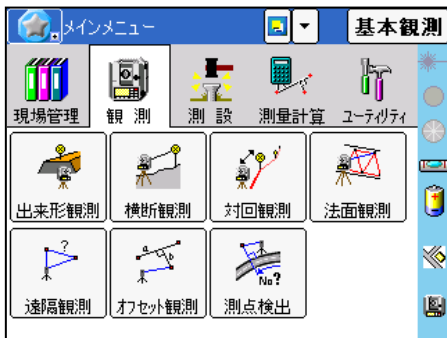 メインメニュー 基本観測
現場管理 観測 測設 測量計算 ユーティリティ
出来形観測 横断観測 対回観測 法面観測
?
a b
No?
遠隔観測 オフセット観測 測点検出